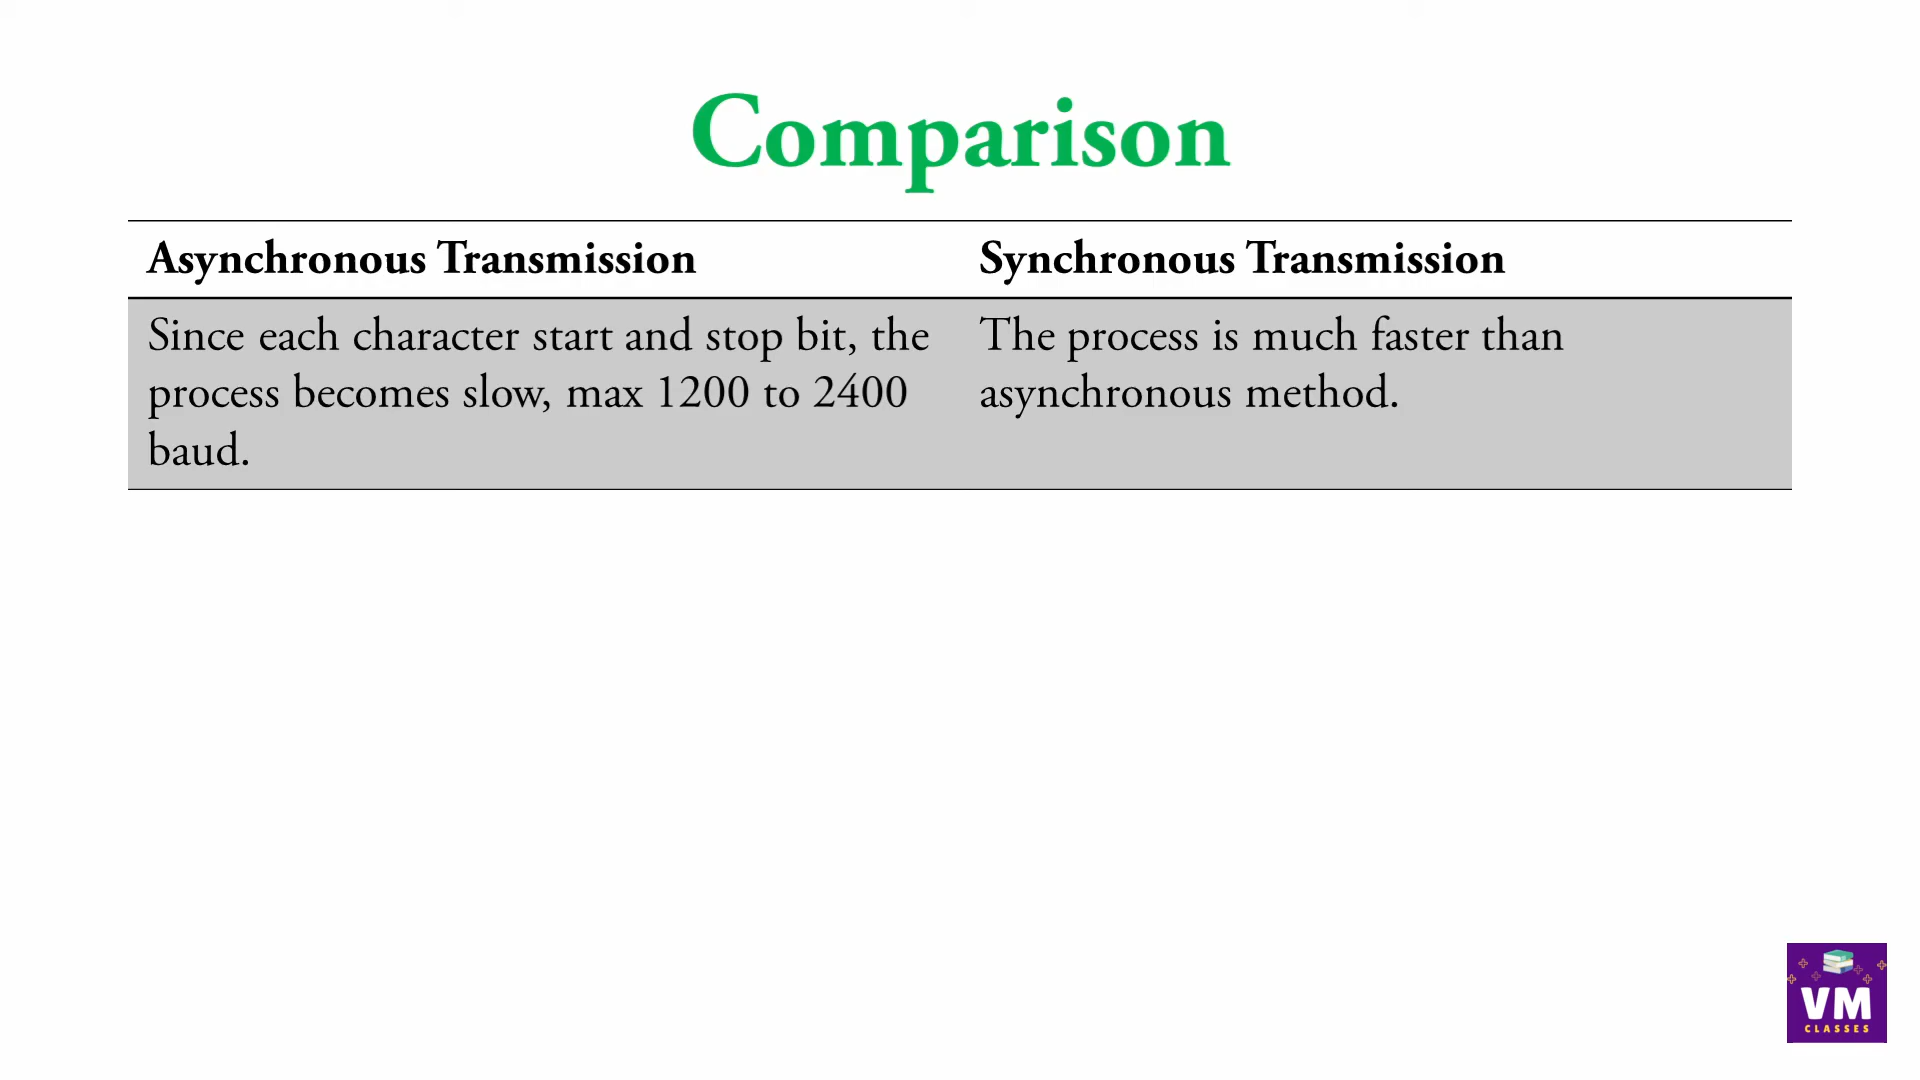 Comparison
Asynchronous Transmission
Synchronous Transmission
Since each character start and stop bit, the
process becomes slow, max 1200 to 2400
baud.
The process is much faster than
asynchronous method.
VM
CLASSES